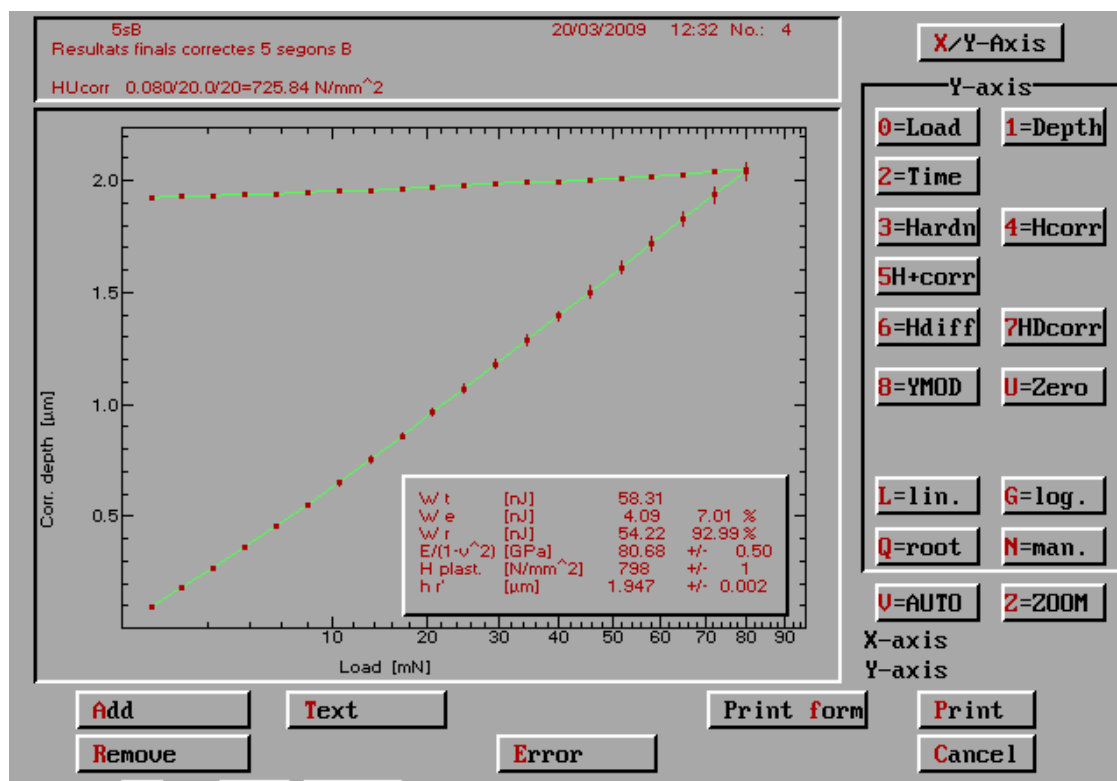 5sB 20/03/2009 12:32 No.: 4
Resultats finals correctes 5 segons B
HUcorr 0.080/20.0/20=725.84 N/mm^2
X/Y-Axis
Y-axis
0=Load 1=Depth
2=Time
3=Hardn 4=Hcorr
5H+corr
6=Hdiff 7HDcorr
8=YMOD U=Zero
L=lin. G=log.
Q=root N=man.
V=AUTO Z=ZOOM
X-axis
Y-axis
Corr. depth [µm]
2.0
1.5
1.0
0.5
W t [nJ] 58.31
W e [nJ] 4.09 7.01 %
W r [nJ] 54.22 92.99 %
E/(1-v^2) [GPa] 80.68 +/- 0.50
H plast. [N/mm^2] 798 +/- 1
h r' [µm] 1.947 +/- 0.002
10 20 30 40 50 60 70 80 90
Load [mN]
Add Text Print form Print
Remove Error Cancel